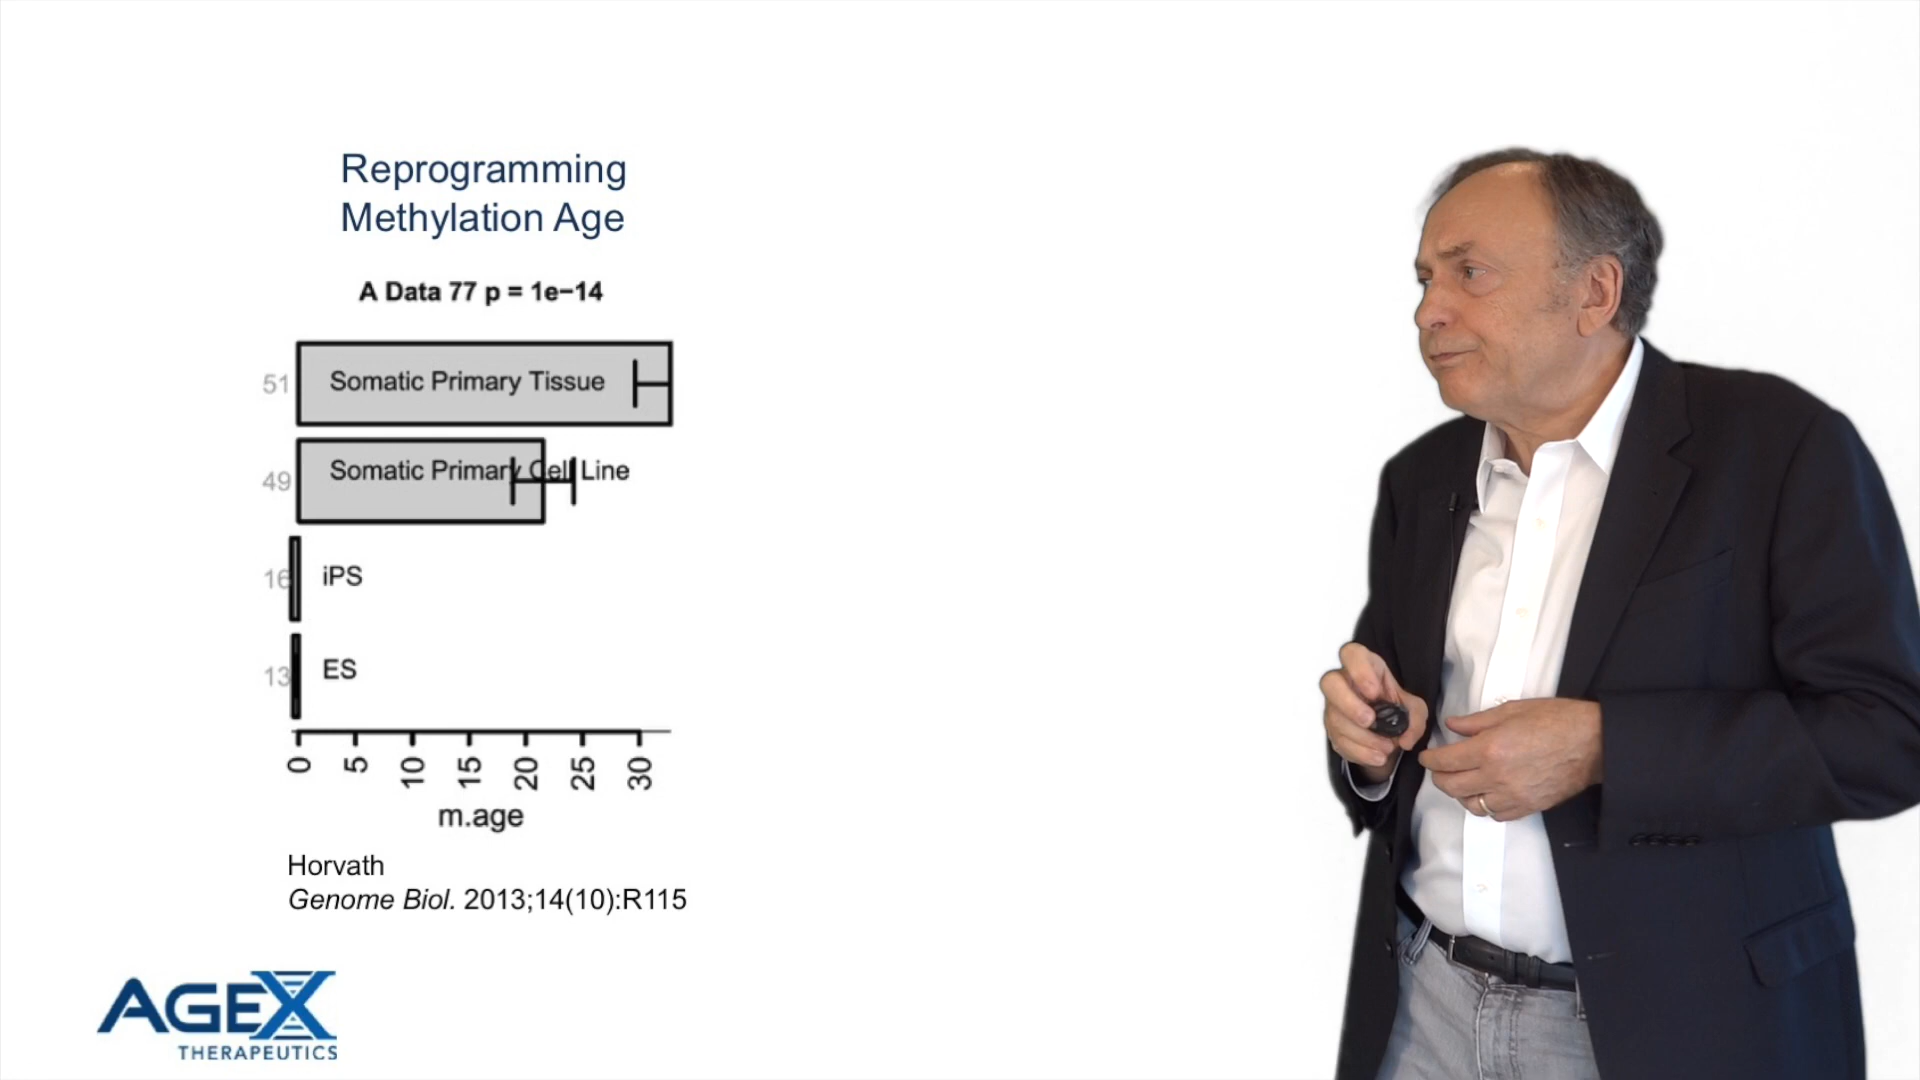 Reprogramming
Methylation Age
A Data 77 p = 1e−14
51
Somatic Primary Tissue
49
Somatic Primary Cell Line
16
iPS
13
ES
0 5 10 15 20 25 30
m.age
Horvath
Genome Biol. 2013;14(10):R115
AGEX
THERAPEUTICS